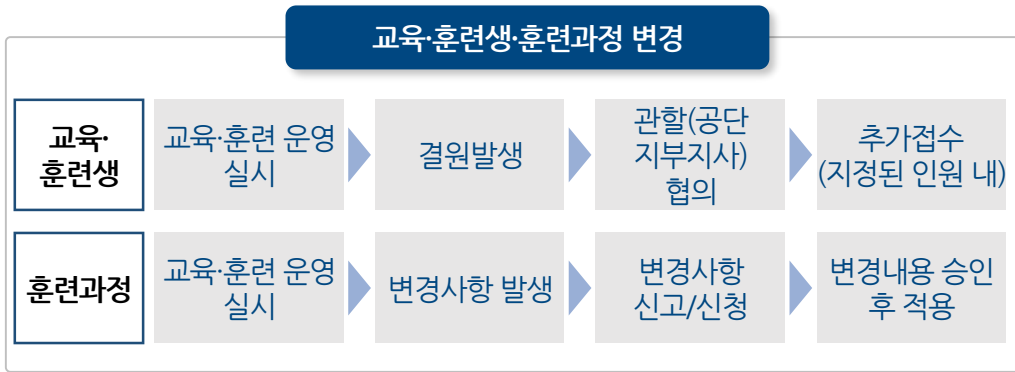 교육·훈련생·훈련과정 변경
교육·
훈련생
교육·훈련 운영
실시
결원발생
관할(공단
지부지사)
협의
추가접수
(지정된 인원 내)
훈련과정
교육·훈련 운영
실시
변경사항 발생
변경사항
신고/신청
변경내용 승인
후 적용